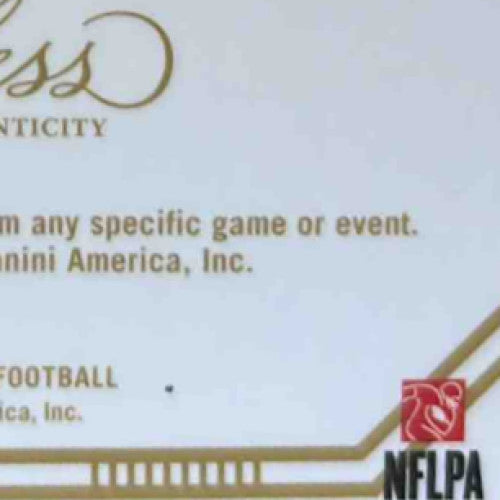 ess
NTICITY
m any specific game or event.
nini America, Inc.
FOOTBALL
ica, Inc.
NFLPA